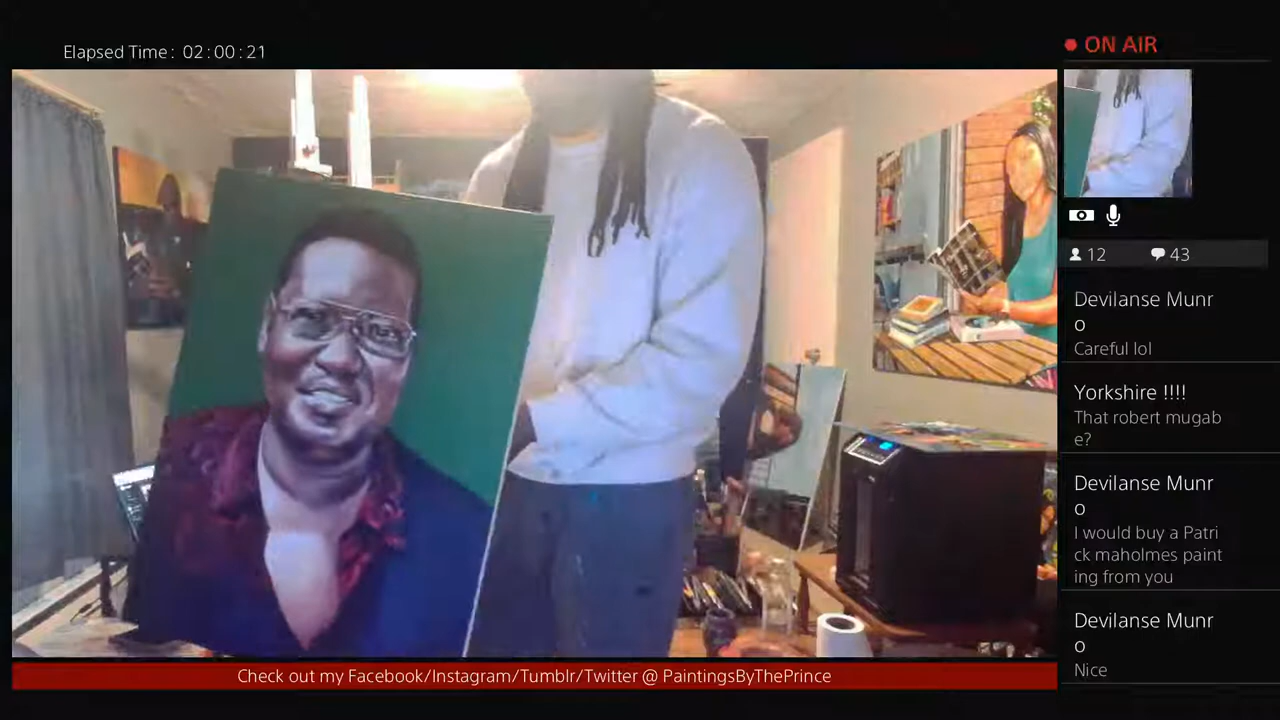 Elapsed Time: 02:00:21
ON AIR
12 43
Devilanse Munr
o
Careful lol
Yorkshire !!!!
That robert mugab
e?
Devilanse Munr
o
I would buy a Patri
ck maholmes paint
ing from you
Devilanse Munr
o
Nice
Check out my Facebook/Instagram/Tumblr/Twitter @ PaintingsByThePrince